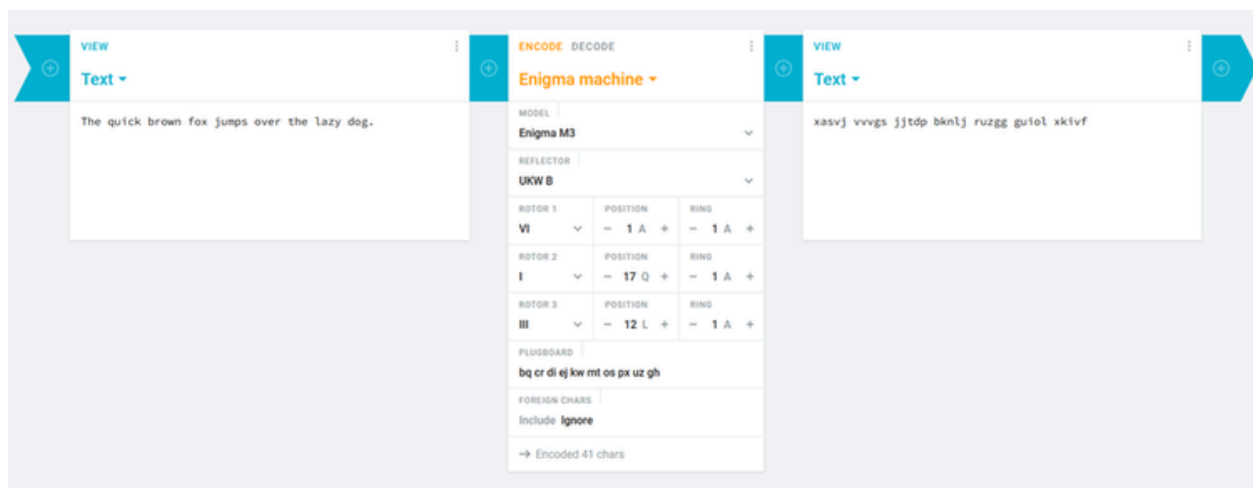 VIEW
Text
The quick brown fox jumps over the lazy dog.
ENCODE DECODE
Enigma machine
MODEL
Enigma M3
REFLECTOR
UKW B
ROTOR 1 POSITION RING
VI − 1 A + − 1 A +
ROTOR 2 POSITION RING
I − 17 Q + − 1 A +
ROTOR 3 POSITION RING
III − 12 L + − 1 A +
PLUGBOARD
bq cr di ej kw mt os px uz gh
FOREIGN CHARS
Include Ignore
→ Encoded 41 chars
VIEW
Text
xasvj vvvgs jjtdp bknlj ruzgg guiol xkivf